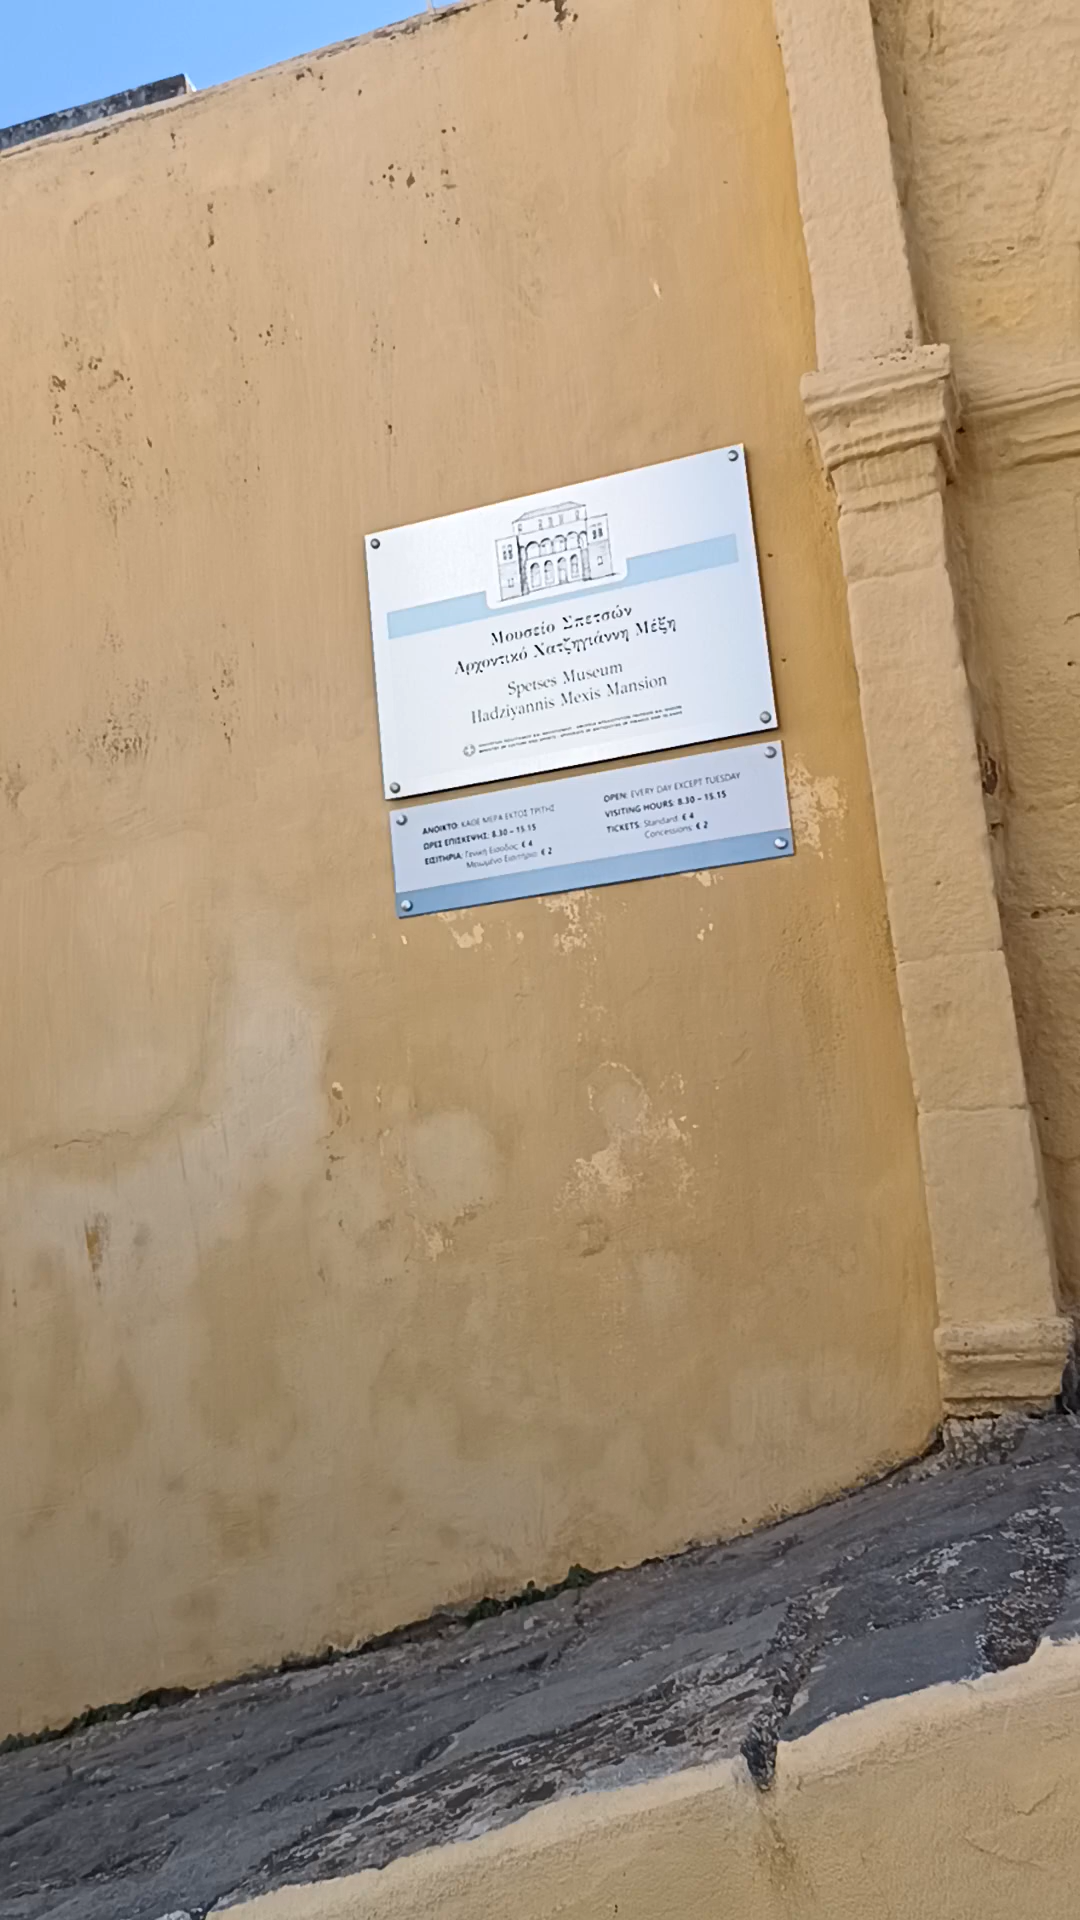 Μουσείο Σπετσών
Αρχοντικό Χατζηγιάννη Μέξη
Spetses Museum
Hadziyannis Mexis Mansion
ΑΝΟΙΚΤΟ: ΚΑΘΕ ΜΕΡΑ ΕΚΤΟΣ ΤΡΙΤΗΣ
ΩΡΕΣ ΕΠΙΣΚΕΨΗΣ: 8.30 – 15.15
ΕΙΣΙΤΗΡΙΑ: Γενική Είσοδος: € 4
Μειωμένο Εισιτήριο: € 2
OPEN: EVERY DAY EXCEPT TUESDAY
VISITING HOURS: 8.30 – 15.15
TICKETS: Standard: € 4
Concessions: € 2